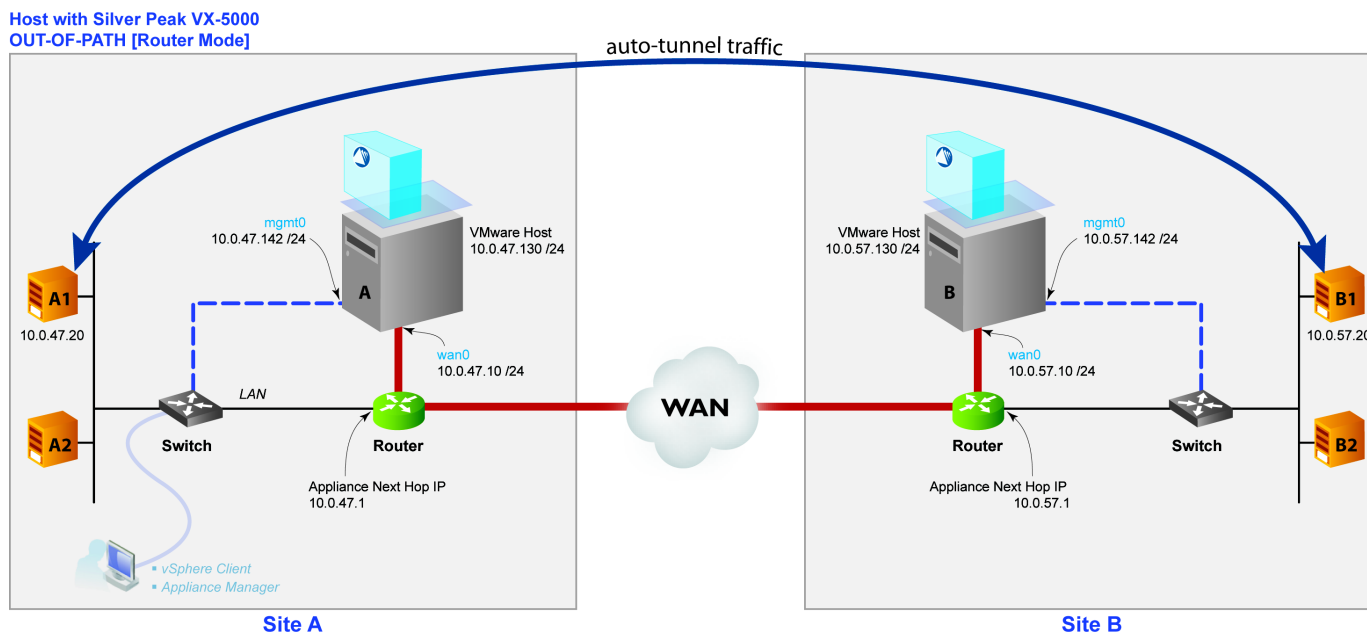 Host with Silver Peak VX-5000
OUT-OF-PATH [Router Mode]
auto-tunnel traffic
mgmt0
10.0.47.142 /24
VMware Host
10.0.47.130 /24
A
A1
10.0.47.20
wan0
10.0.47.10 /24
LAN
A2
Switch
Router
Appliance Next Hop IP
10.0.47.1
▪ vSphere Client
▪ Appliance Manager
Site A
WAN
VMware Host
10.0.57.130 /24
mgmt0
10.0.57.142 /24
B
B1
10.0.57.20
wan0
10.0.57.10 /24
Router
Switch
B2
Appliance Next Hop IP
10.0.57.1
Site B